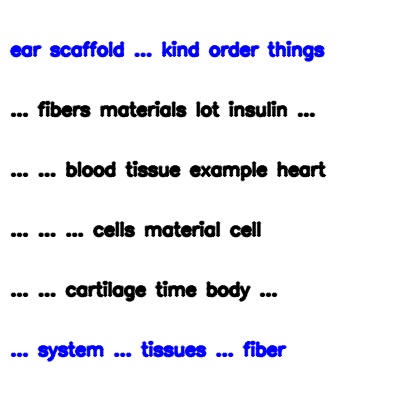 ear scaffold ... kind order things
... fibers materials lot insulin ...
... ... blood tissue example heart
... ... ... cells material cell
... ... cartilage time body ...
... system ... tissues ... fiber